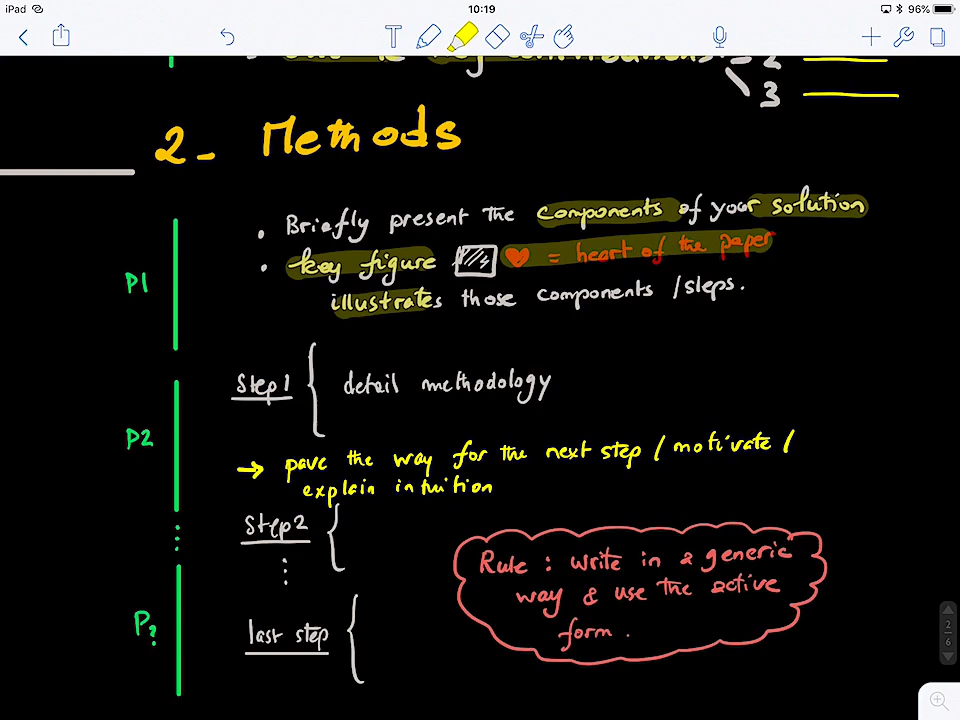 iPad
10:19
96%
2
3
2- Methods
P1
• Briefly present the components of your solution
• key figure = heart of the paper
illustrates those components / steps.
P2
Step 1 { detail methodology
→ pave the way for the next step / motivate /
explain intuition
Step 2 {
⋮
P?
last step {
Rule : write in a generic
way & use the active
form .
2
6